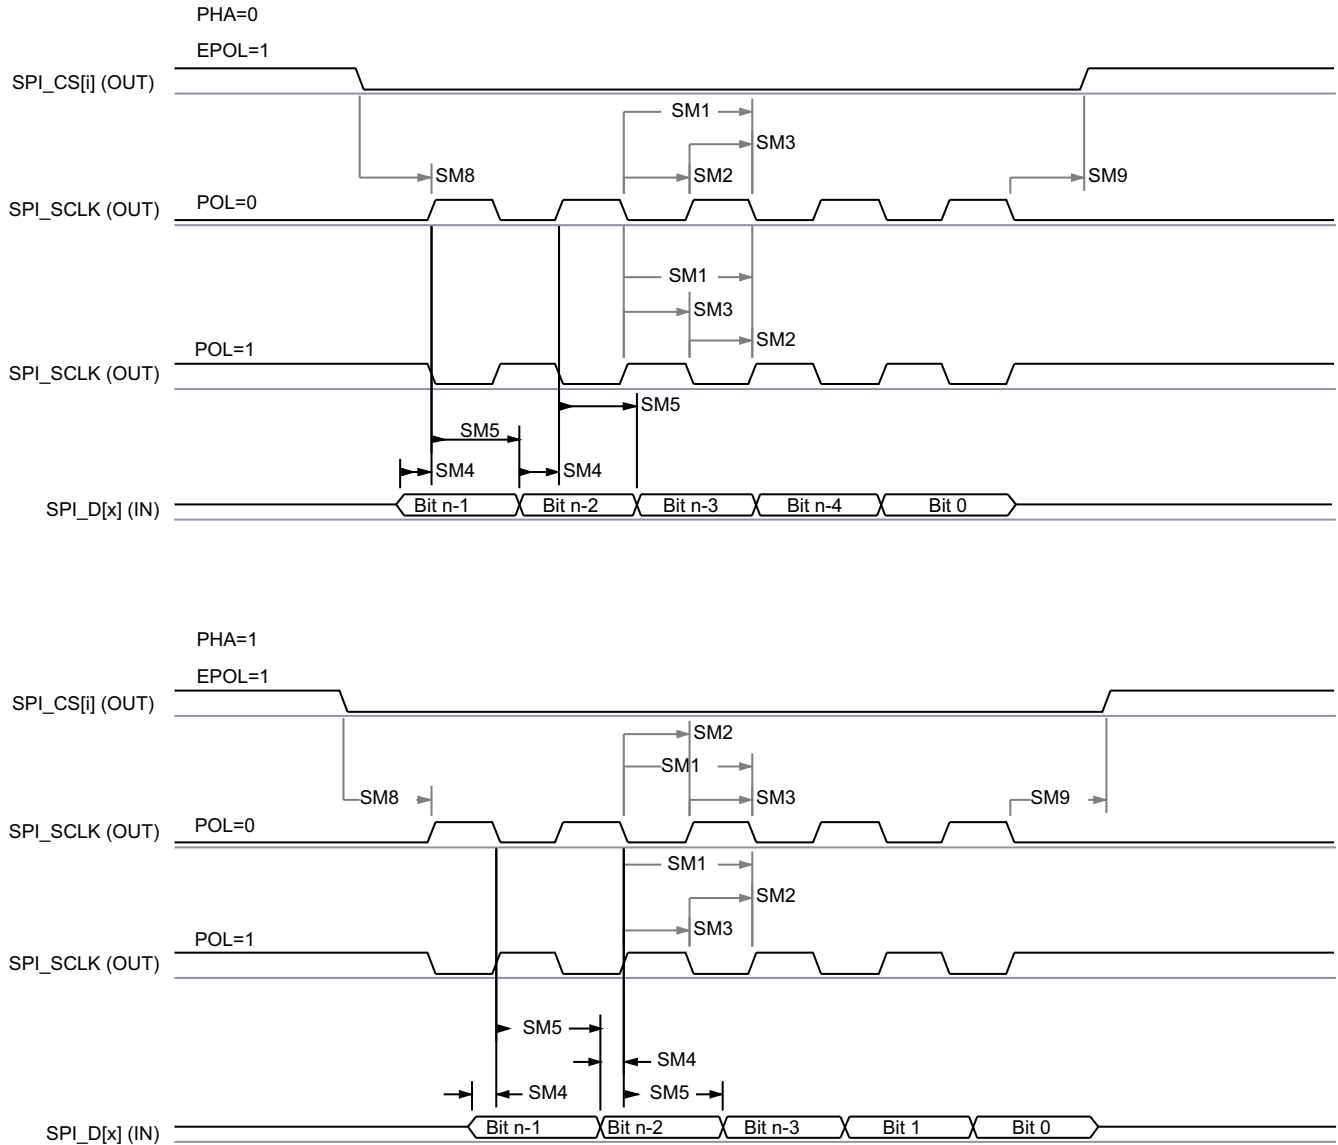 PHA=0
EPOL=1
SPI_CS[i] (OUT)
SM1
SM3
SM8
SM2
SM9
POL=0
SPI_SCLK (OUT)
SM1
SM3
SM2
POL=1
SPI_SCLK (OUT)
SM5
SM5
SM4
SM4
SPI_D[x] (IN)
Bit n-1
Bit n-2
Bit n-3
Bit n-4
Bit 0
PHA=1
EPOL=1
SPI_CS[i] (OUT)
SM2
SM1
SM8
SM3
SM9
POL=0
SPI_SCLK (OUT)
SM1
SM2
SM3
POL=1
SPI_SCLK (OUT)
SM5
SM4
SM4
SM5
SPI_D[x] (IN)
Bit n-1
Bit n-2
Bit n-3
Bit 1
Bit 0